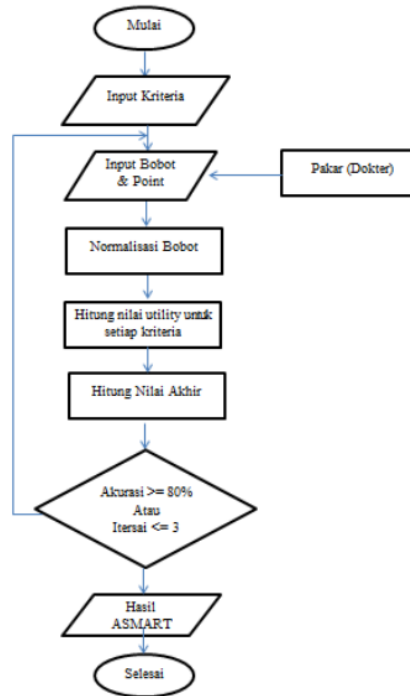 Mulai
Input Kriteria
Input Bobot
& Point
Pakar (Dokter)
Normalisasi Bobot
Hitung nilai utility untuk
setiap kriteria
Hitung Nilai Akhir
Akurasi >= 80%
Atau
Itersai <= 3
Hasil
ASMART
Selesai